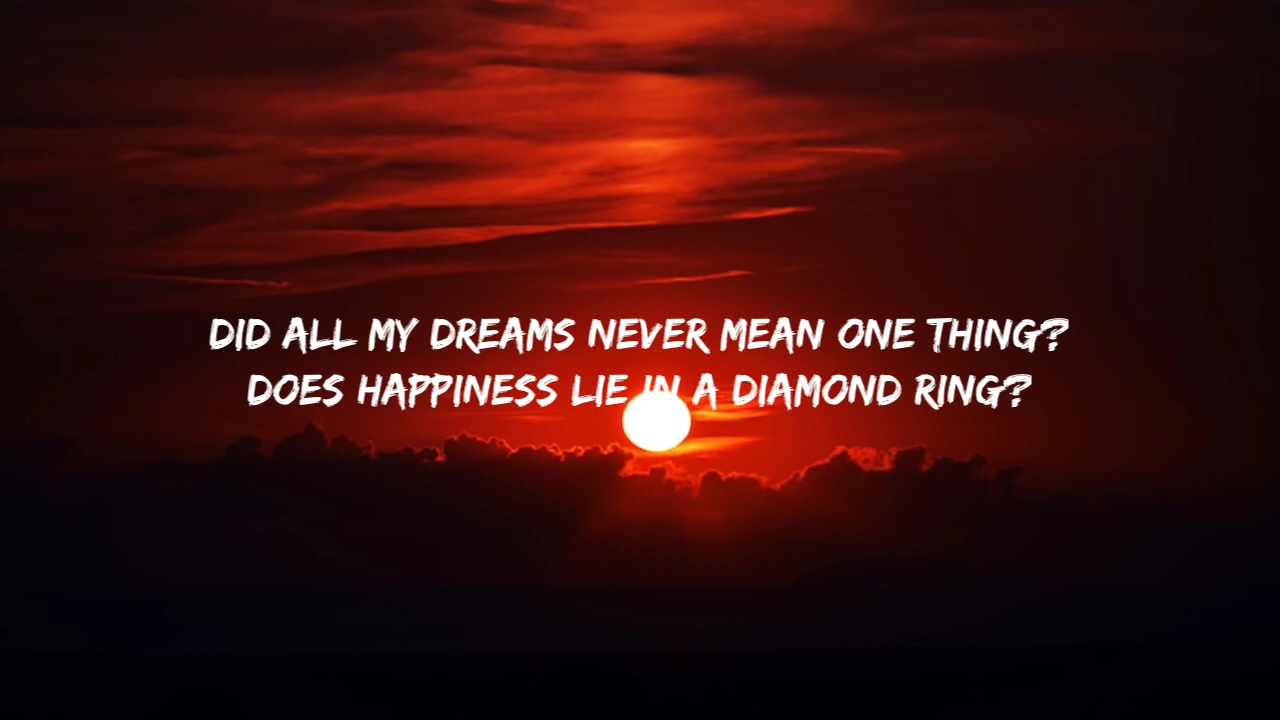 DID ALL MY DREAMS NEVER MEAN ONE THING?
DOES HAPPINESS LIE IN A DIAMOND RING?